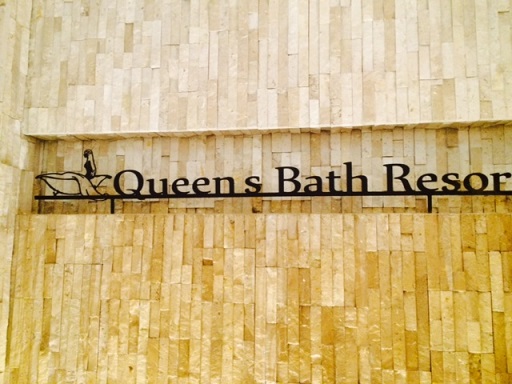 Queen s Bath Resor